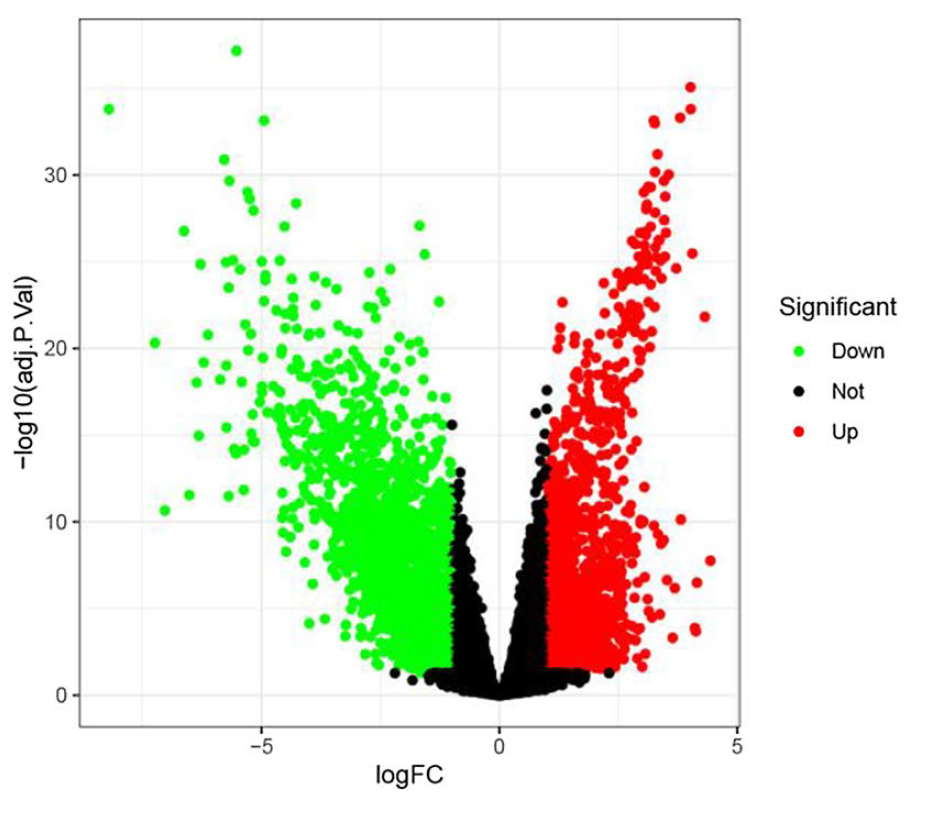 −log10(adj.P.Val)
30
20
10
0
−5
0
5
logFC
Significant
Down
Not
Up